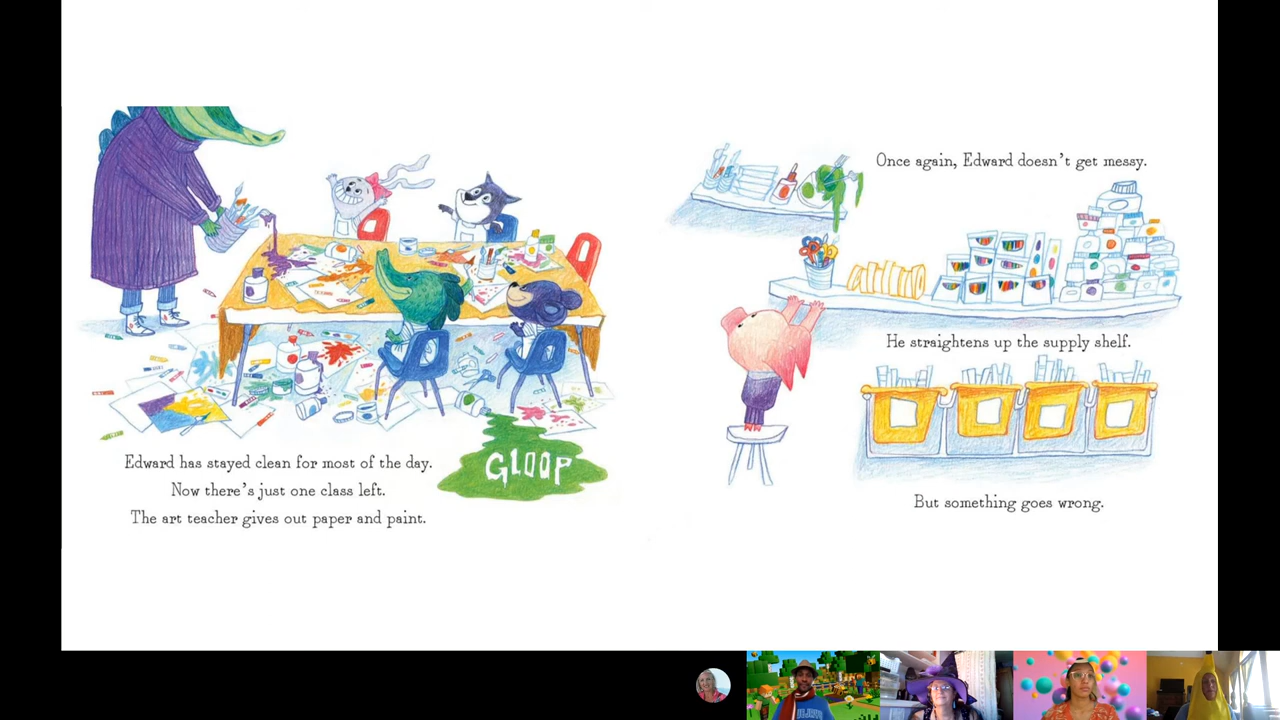 GLOOP
Edward has stayed clean for most of the day.
Now there's just one class left.
The art teacher gives out paper and paint.
Once again, Edward doesn't get messy.
He straightens up the supply shelf.
But something goes wrong.